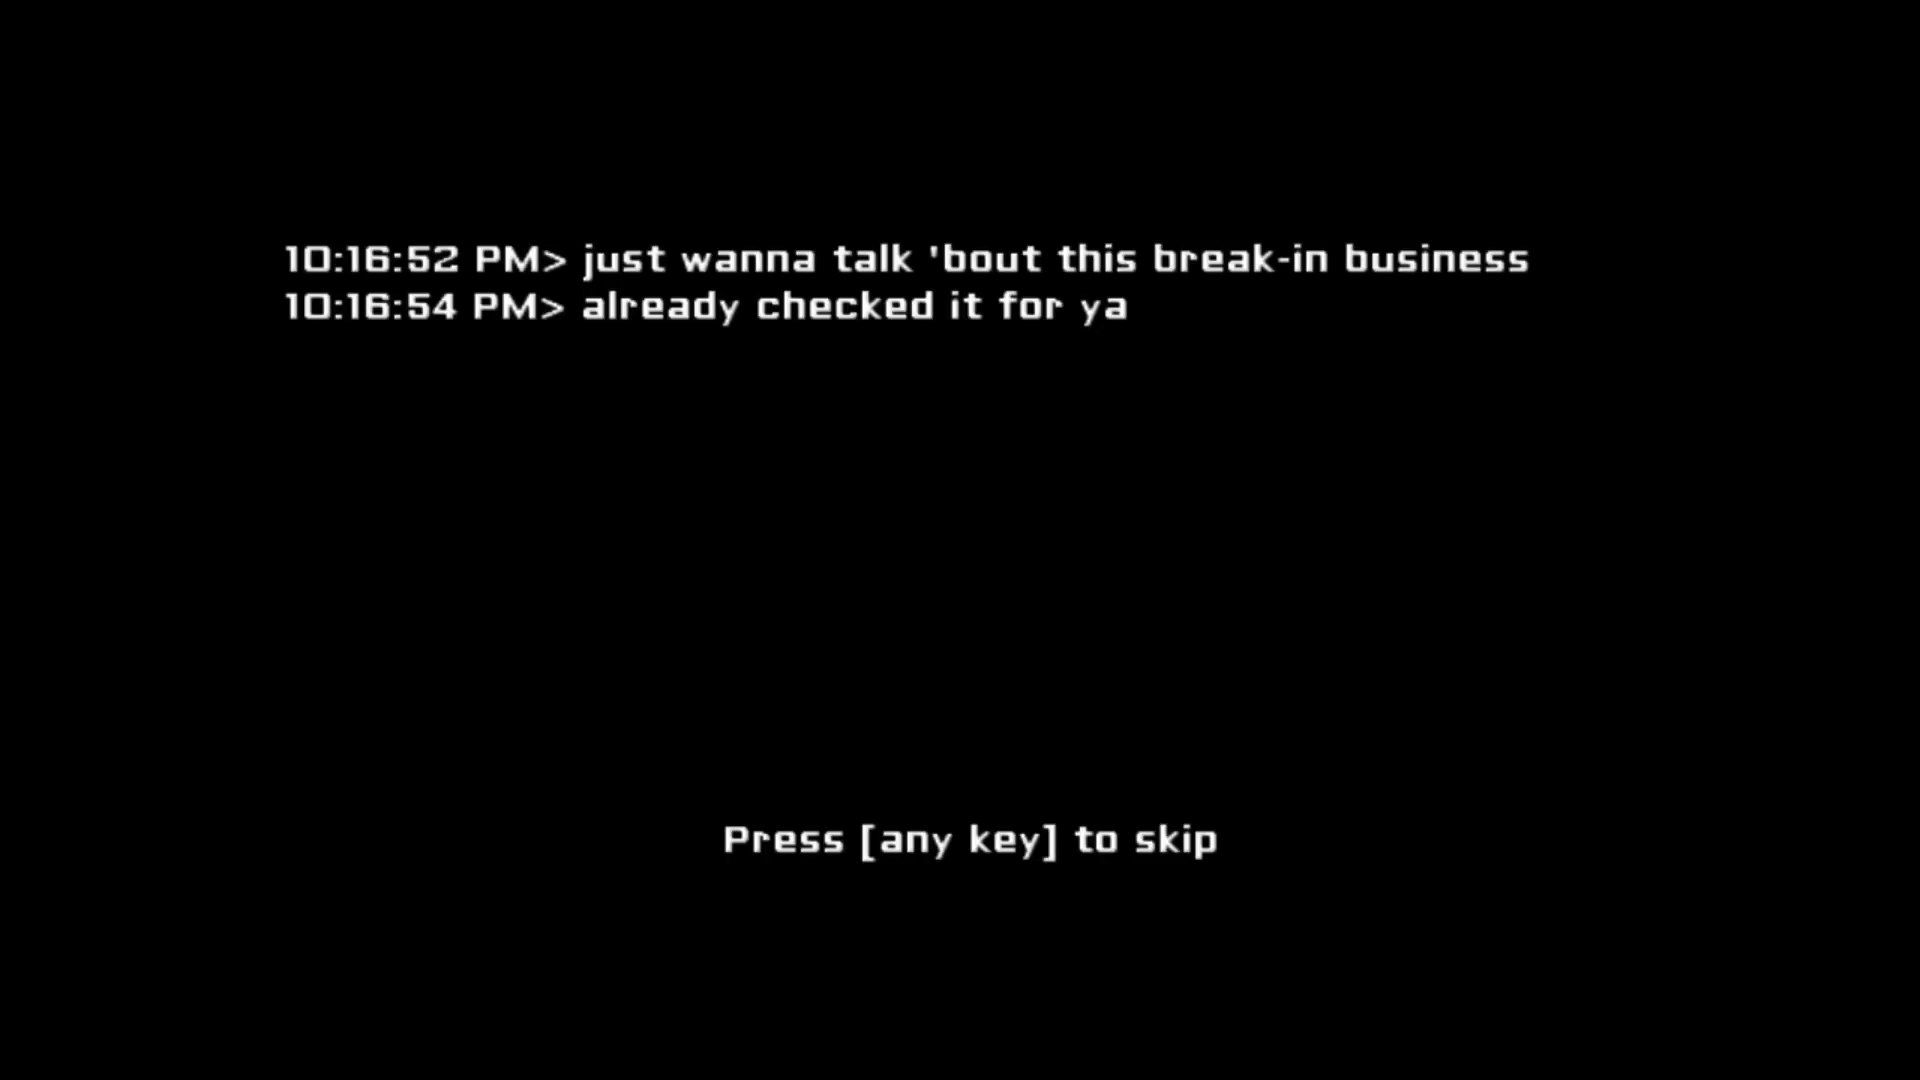 10:16:52 PM> just wanna talk 'bout this break-in business
10:16:54 PM> already checked it for ya
Press [any key] to skip